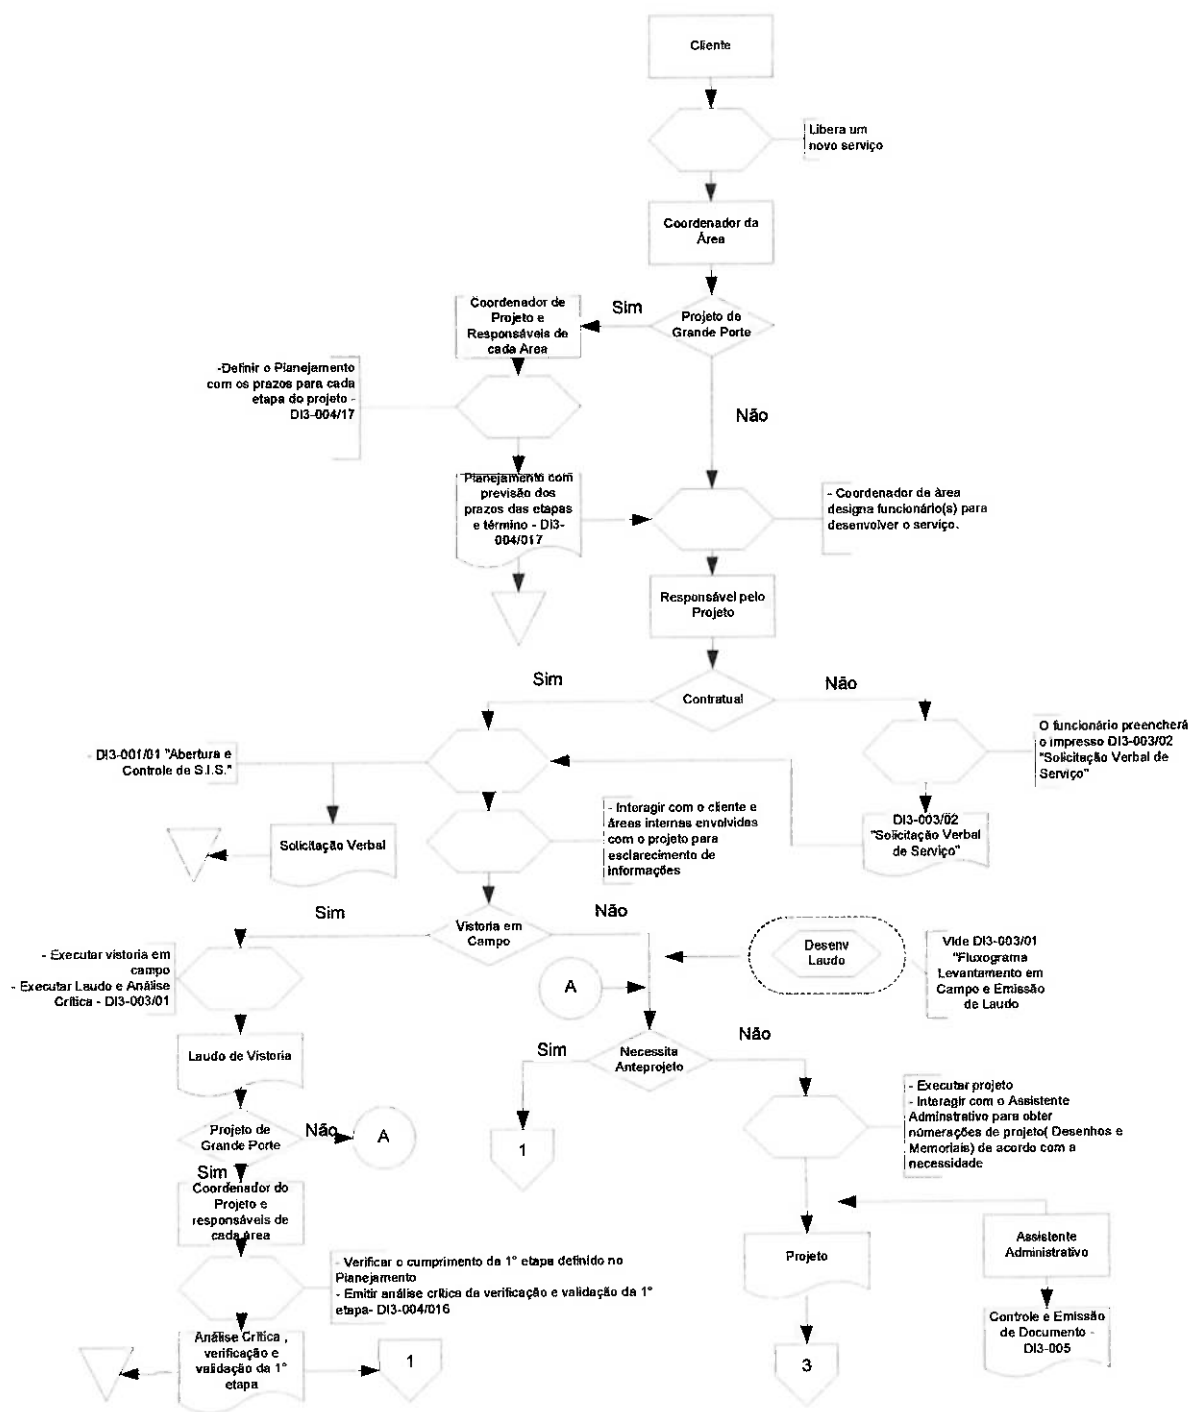 Cliente
Libera um
novo serviço
Coordenador da
Área
Projeto de
Grande Porte
Sim
Coordenador de
Projeto e
Responsáveis de
cada Area
-Definir o Planejamento
com os prazos para cada
etapa do projeto -
DI3-004/17
Não
Planejamento com
previsão dos
prazos das etapas
e término - DI3-
004/017
- Coordenador da àrea
designa funcionário(s) para
desenvolver o serviço.
Responsável pelo
Projeto
Sim
Contratual
Não
- DI3-001/01 "Abertura e
Controle de S.I.S."
O funcionário preencherá
o impresso DI3-003/02
"Solicitação Verbal de
Serviço"
Solicitação Verbal
- Interagir com o cliente e
áreas internas envolvidas
com o projeto para
esclarecimento de
informações
DI3-003/02
"Solicitação Verbal
de Serviço"
Sim
Vistoria em
Campo
Não
- Executar vistoria em
campo
- Executar Laudo e Análise
Crítica - DI3-003/01
Desenv
Laudo
Vide DI3-003/01
"Fluxograma
Levantamento em
Campo e Emissão
de Laudo
A
Laudo de Vistoria
Sim
Necessita
Anteprojeto
Não
- Executar projeto
- Interagir com o Assistente
Adminstrativo para obter
númerações de projeto( Desenhos e
Memoriais) de acordo com a
necessidade
Projeto de
Grande Porte
Não
A
1
Sim
Coordenador do
Projeto e
responsáveis de
cada área
Projeto
Assistente
Administrativo
- Verificar o cumprimento da 1° etapa definido no
Planejamento
- Emitir análise crítica da verificação e validação da 1°
etapa- DI3-004/016
Controle e Emissão
de Documento -
DI3-005
Análise Crítica ,
verificação e
validação da 1°
etapa
1
3